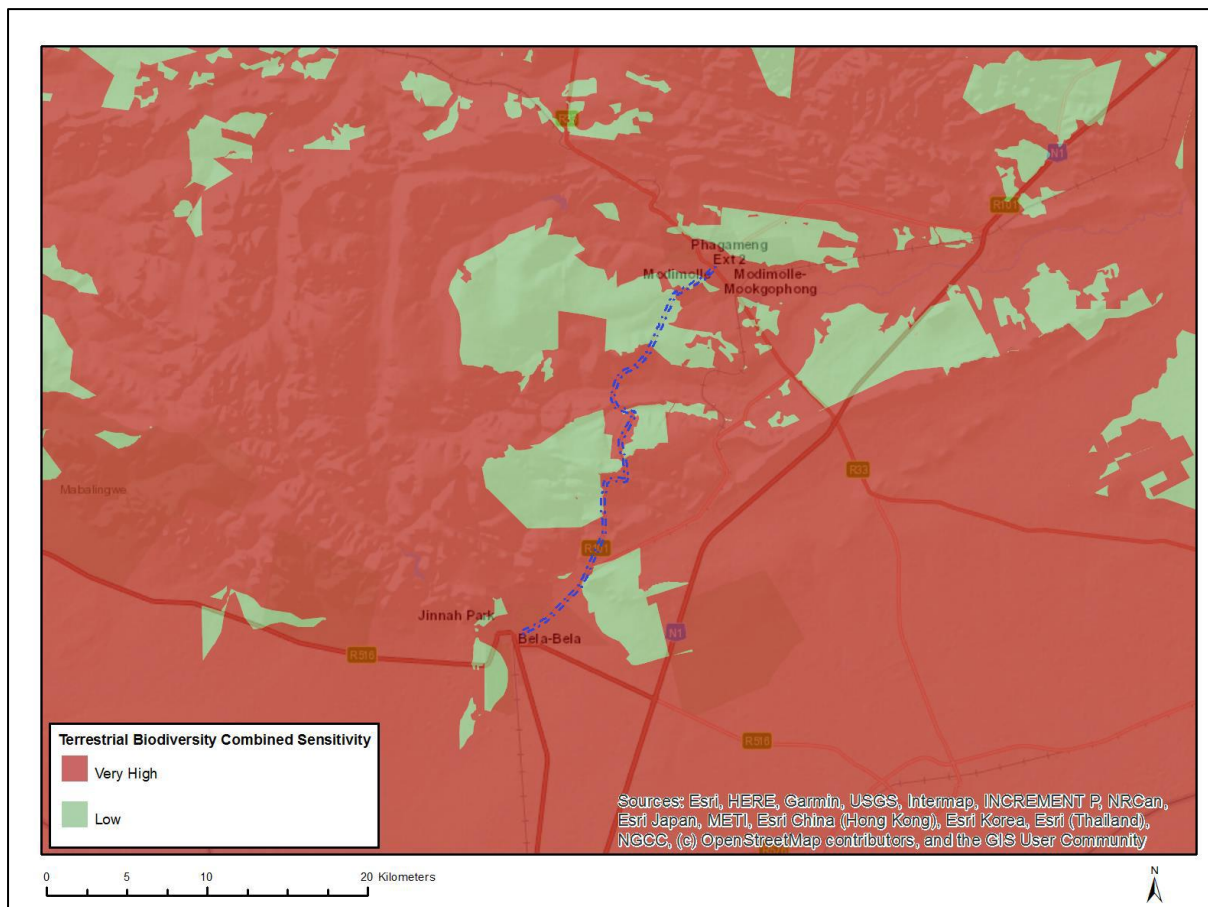 R33
N1
R101
Phagameng
Ext 2
Modimolle
Modimolle-
Mookgophong
R33
Mabalingwe
R101
Jinnah Park
Bela-Bela
N1
R516
R516
Terrestrial Biodiversity Combined Sensitivity
Very High
Low
Sources: Esri, HERE, Garmin, USGS, Intermap, INCREMENT P, NRCan,
Esri Japan, METI, Esri China (Hong Kong), Esri Korea, Esri (Thailand),
NGCC, (c) OpenStreetMap contributors, and the GIS User Community
0 5 10 20 Kilometers
N